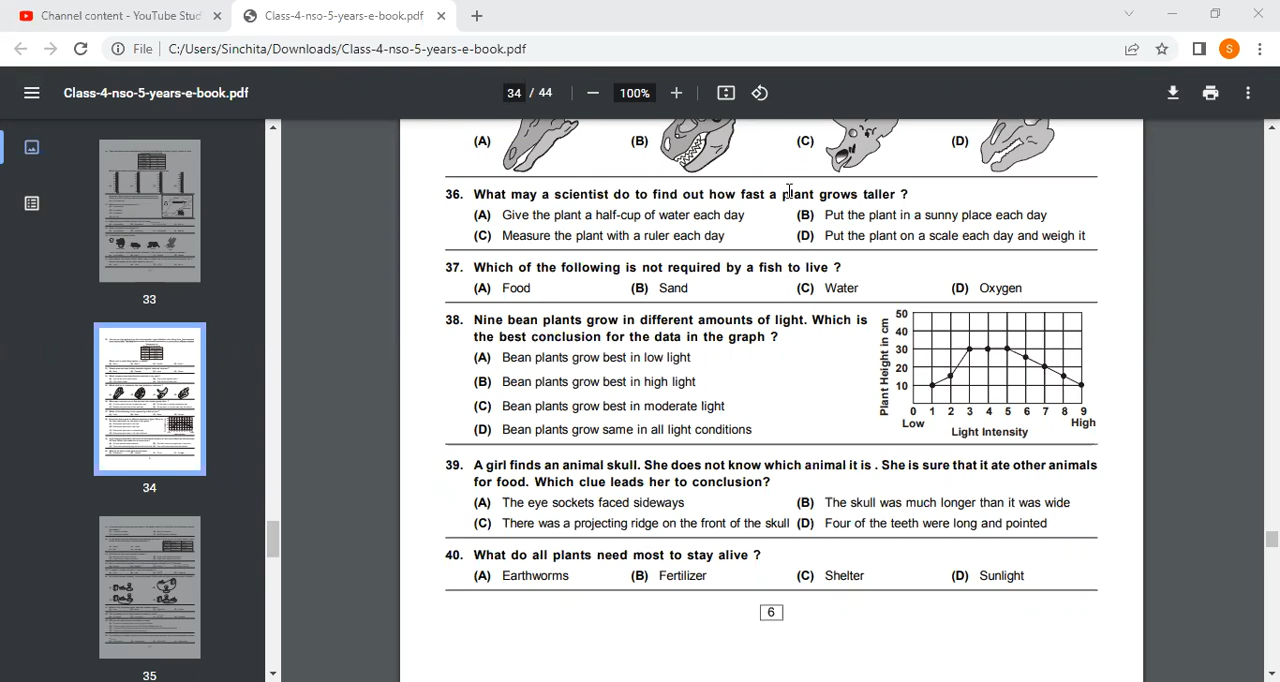 Channel content - YouTube Stud
Class-4-nso-5-years-e-book.pdf
File
C:/Users/Sinchita/Downloads/Class-4-nso-5-years-e-book.pdf
S
Class-4-nso-5-years-e-book.pdf
34 / 44
100%
33
34
35
(A) (B) (C) (D)
36. What may a scientist do to find out how fast a plant grows taller ?
(A) Give the plant a half-cup of water each day (B) Put the plant in a sunny place each day
(C) Measure the plant with a ruler each day (D) Put the plant on a scale each day and weigh it
37. Which of the following is not required by a fish to live ?
(A) Food (B) Sand (C) Water (D) Oxygen
38. Nine bean plants grow in different amounts of light. Which is
the best conclusion for the data in the graph ?
(A) Bean plants grow best in low light
(B) Bean plants grow best in high light
(C) Bean plants grow best in moderate light
(D) Bean plants grow same in all light conditions
Plant Height in cm
50
40
30
20
10
0 1 2 3 4 5 6 7 8 9
Low High
Light Intensity
39. A girl finds an animal skull. She does not know which animal it is . She is sure that it ate other animals
for food. Which clue leads her to conclusion?
(A) The eye sockets faced sideways (B) The skull was much longer than it was wide
(C) There was a projecting ridge on the front of the skull (D) Four of the teeth were long and pointed
40. What do all plants need most to stay alive ?
(A) Earthworms (B) Fertilizer (C) Shelter (D) Sunlight
6